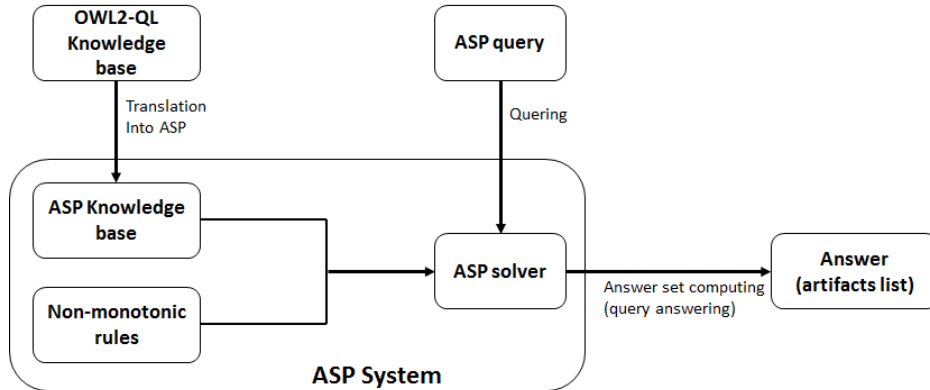 OWL2-QL
Knowledge
base
ASP query
Translation
Into ASP
Quering
ASP Knowledge
base
ASP solver
Answer
(artifacts list)
Answer set computing
(query answering)
Non-monotonic
rules
ASP System